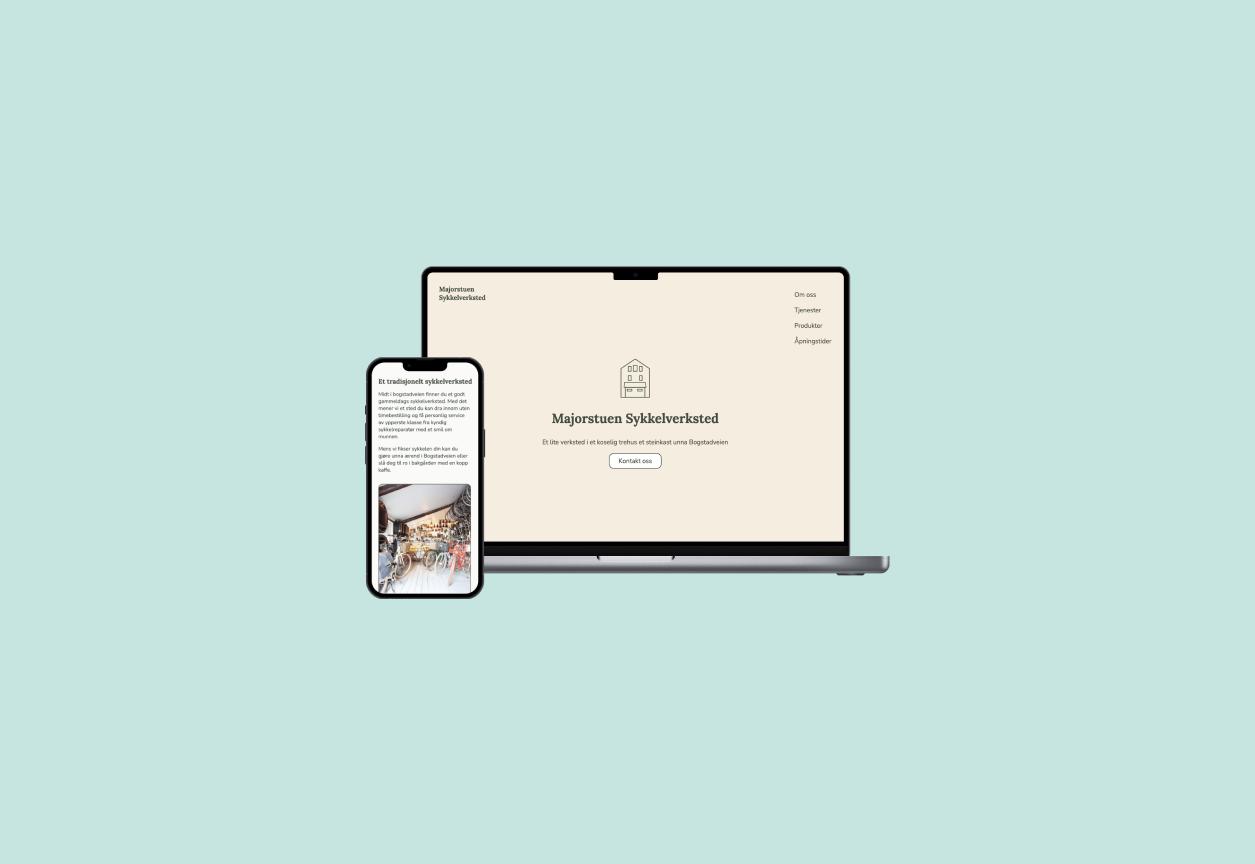 Majorstuen
Sykkelverksted
Om oss
Tjenester
Produkter
Åpningstider
Majorstuen Sykkelverksted
Et lite verksted i et koselig trehus et steinkast unna Bogstadveien
Kontakt oss
Et tradisjonelt sykkelverksted
Midt i bogstadveien finner du et godt
gammeldags sykkelverksted. Med det
mener vi et sted du kan dra innom uten
timebestilling og få personlig service
av ypperste klasse fra kyndig
sykkelreparatør med et smil om
munnen.
Mens vi fikser sykkelen din kan du
gjøre unna ærend i Bogstadveien eller
slå deg til ro i bakgården med en kopp
kaffe.